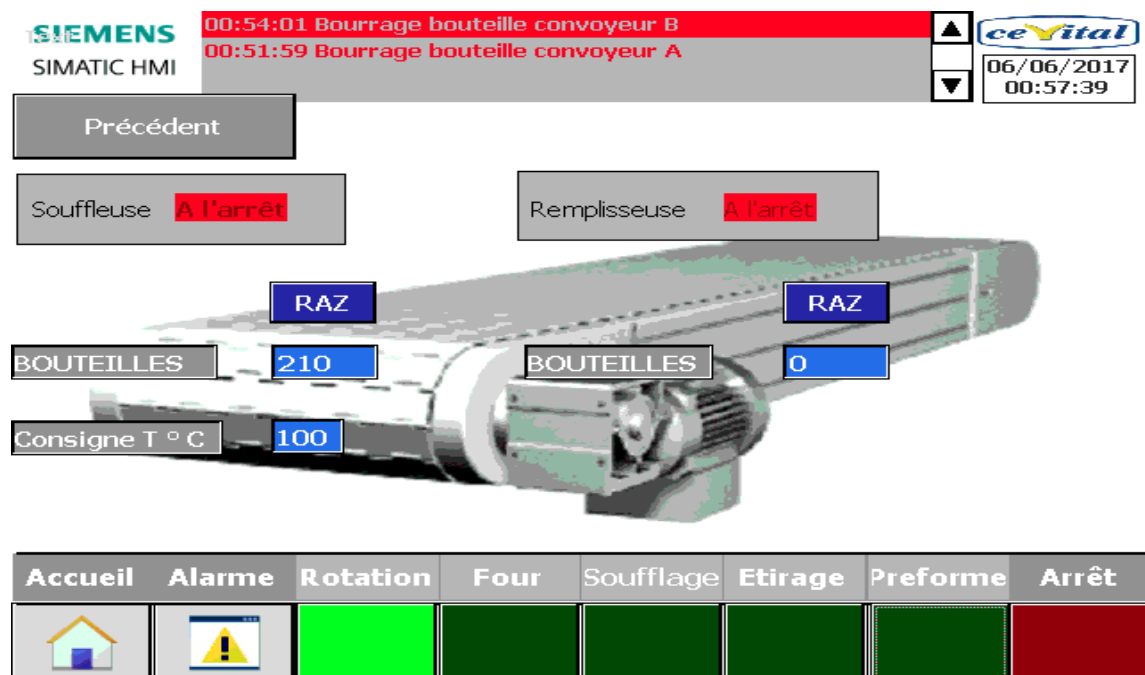 SIEMENS
Text
SIMATIC HMI
00:54:01 Bourrage bouteille convoyeur B
00:51:59 Bourrage bouteille convoyeur A
cevital
06/06/2017
00:57:39
Précédent
Souffleuse A l'arrêt
Remplisseuse A l'arrêt
RAZ RAZ
BOUTEILLES 210 BOUTEILLES 0
Consigne T ° C 100
Accueil Alarme Rotation Four Soufflage Etirage Preforme Arrêt